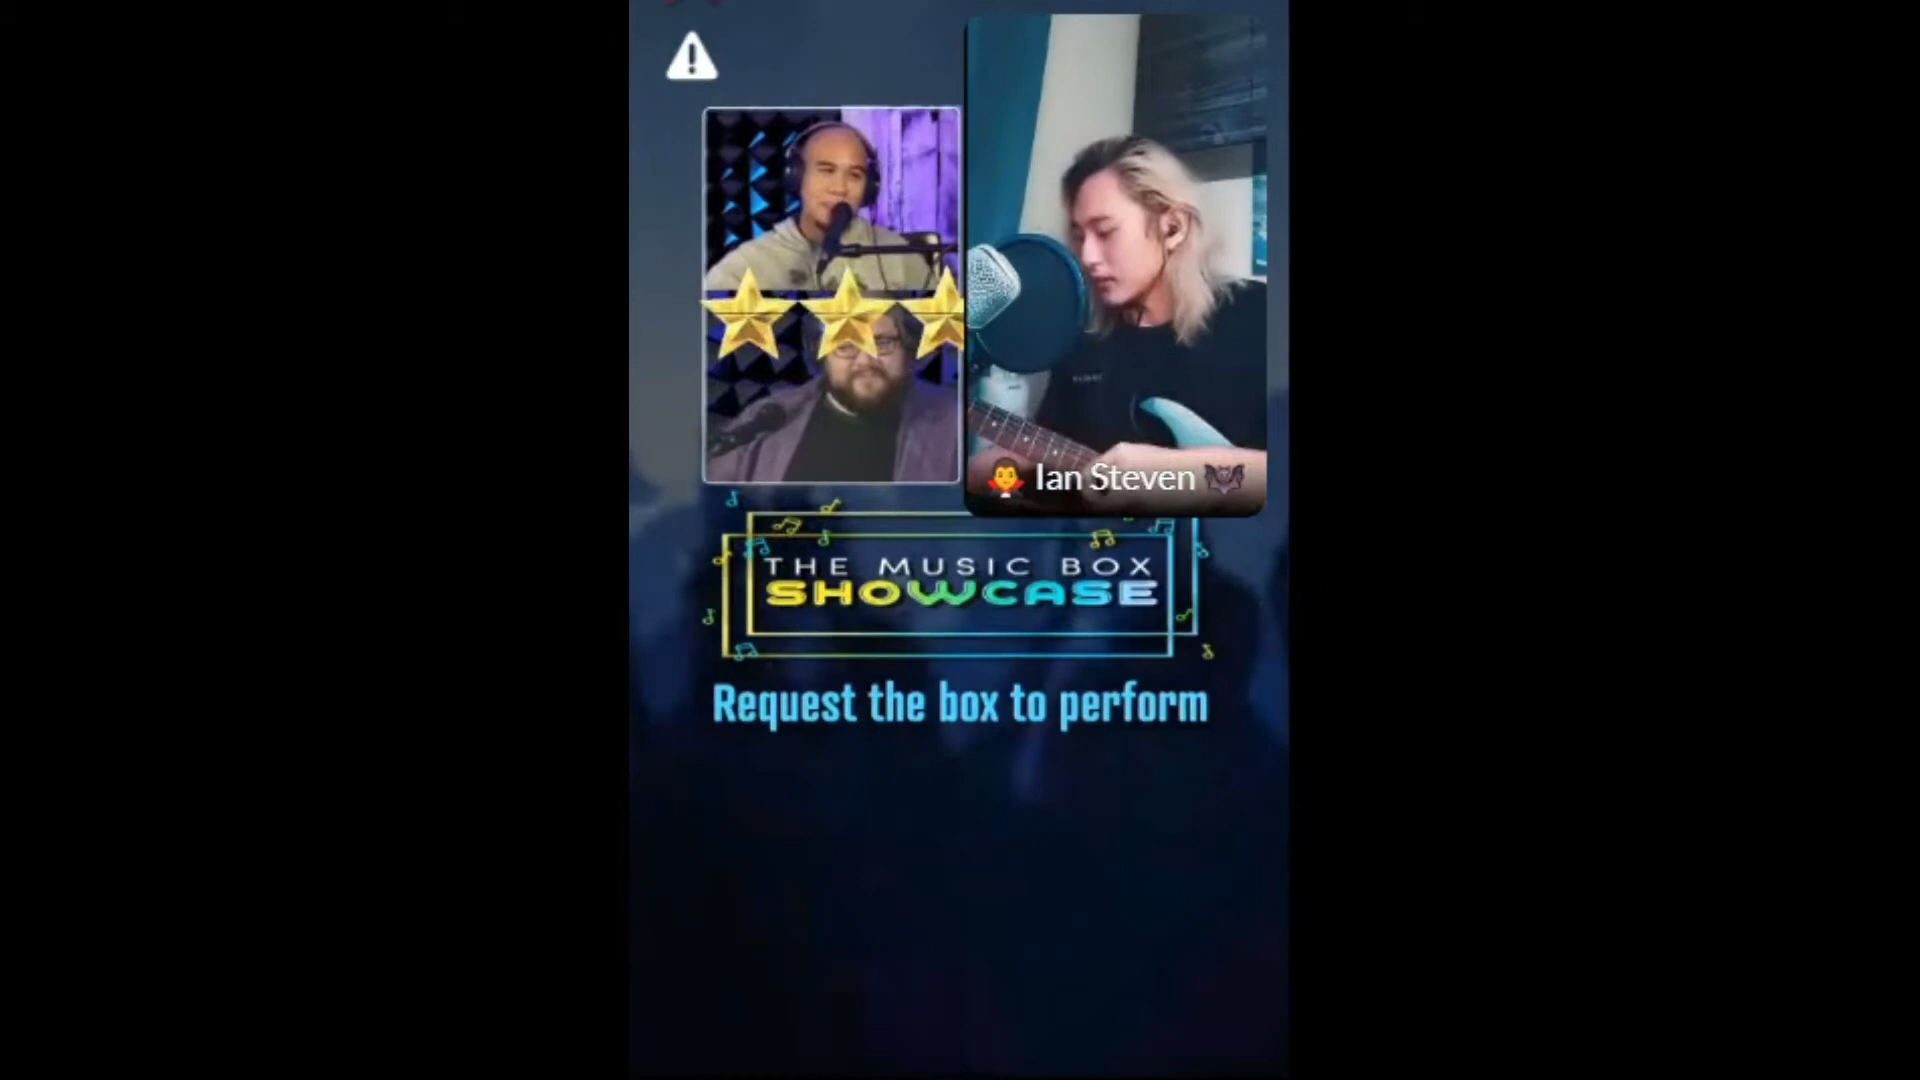 Ian Steven
THE MUSIC BOX
SHOWCASE
Request the box to perform